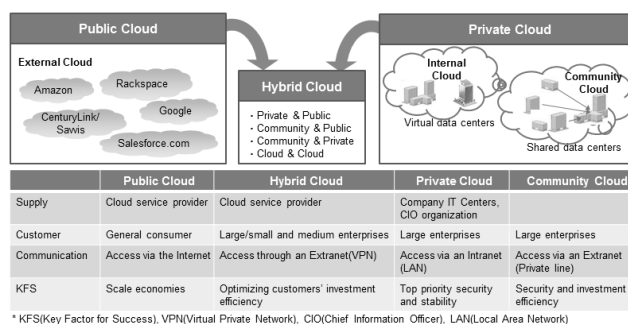 Public Cloud
Private Cloud
External Cloud
Amazon
Rackspace
Google
CenturyLink/
Savvis
Salesforce.com
Hybrid Cloud
· Private & Public
· Community & Public
· Community & Private
· Cloud & Cloud
Internal
Cloud
Virtual data centers
Community
Cloud
Shared data centers
Public Cloud Hybrid Cloud Private Cloud Community Cloud
Supply Cloud service provider Cloud service provider Company IT Centers,
CIO organization
Customer General consumer Large/small and medium enterprises Large enterprises Large enterprises
Communication Access via the Internet Access through an Extranet(VPN) Access via an Intranet Access via an Extranet
(LAN) (Private line)
KFS Scale economies Optimizing customers' investment Top priority security Security and investment
efficiency and stability efficiency
* KFS(Key Factor for Success), VPN(Virtual Private Network), CIO(Chief Information Officer), LAN(Local Area Network)